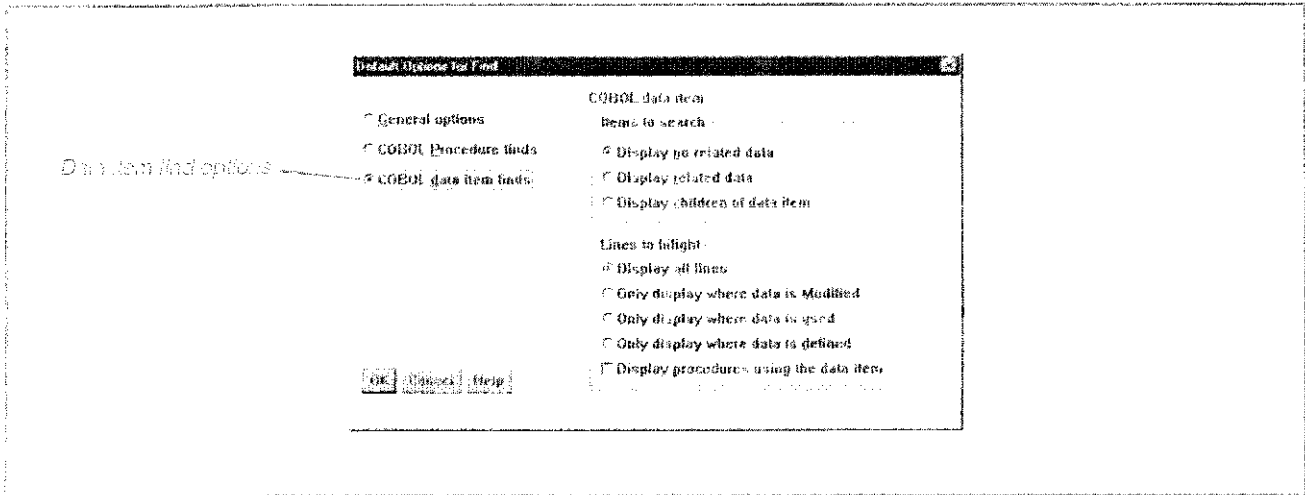 Default Options for Find
General options
COBOL Procedure finds
COBOL data item finds
Data item find options
COBOL data item
Items to search
Display no related data
Display related data
Display children of data item
Lines to hilight
Display all lines
Only display where data is Modified
Only display where data is used
Only display where data is defined
Display procedures using the data item
OK Cancel Help